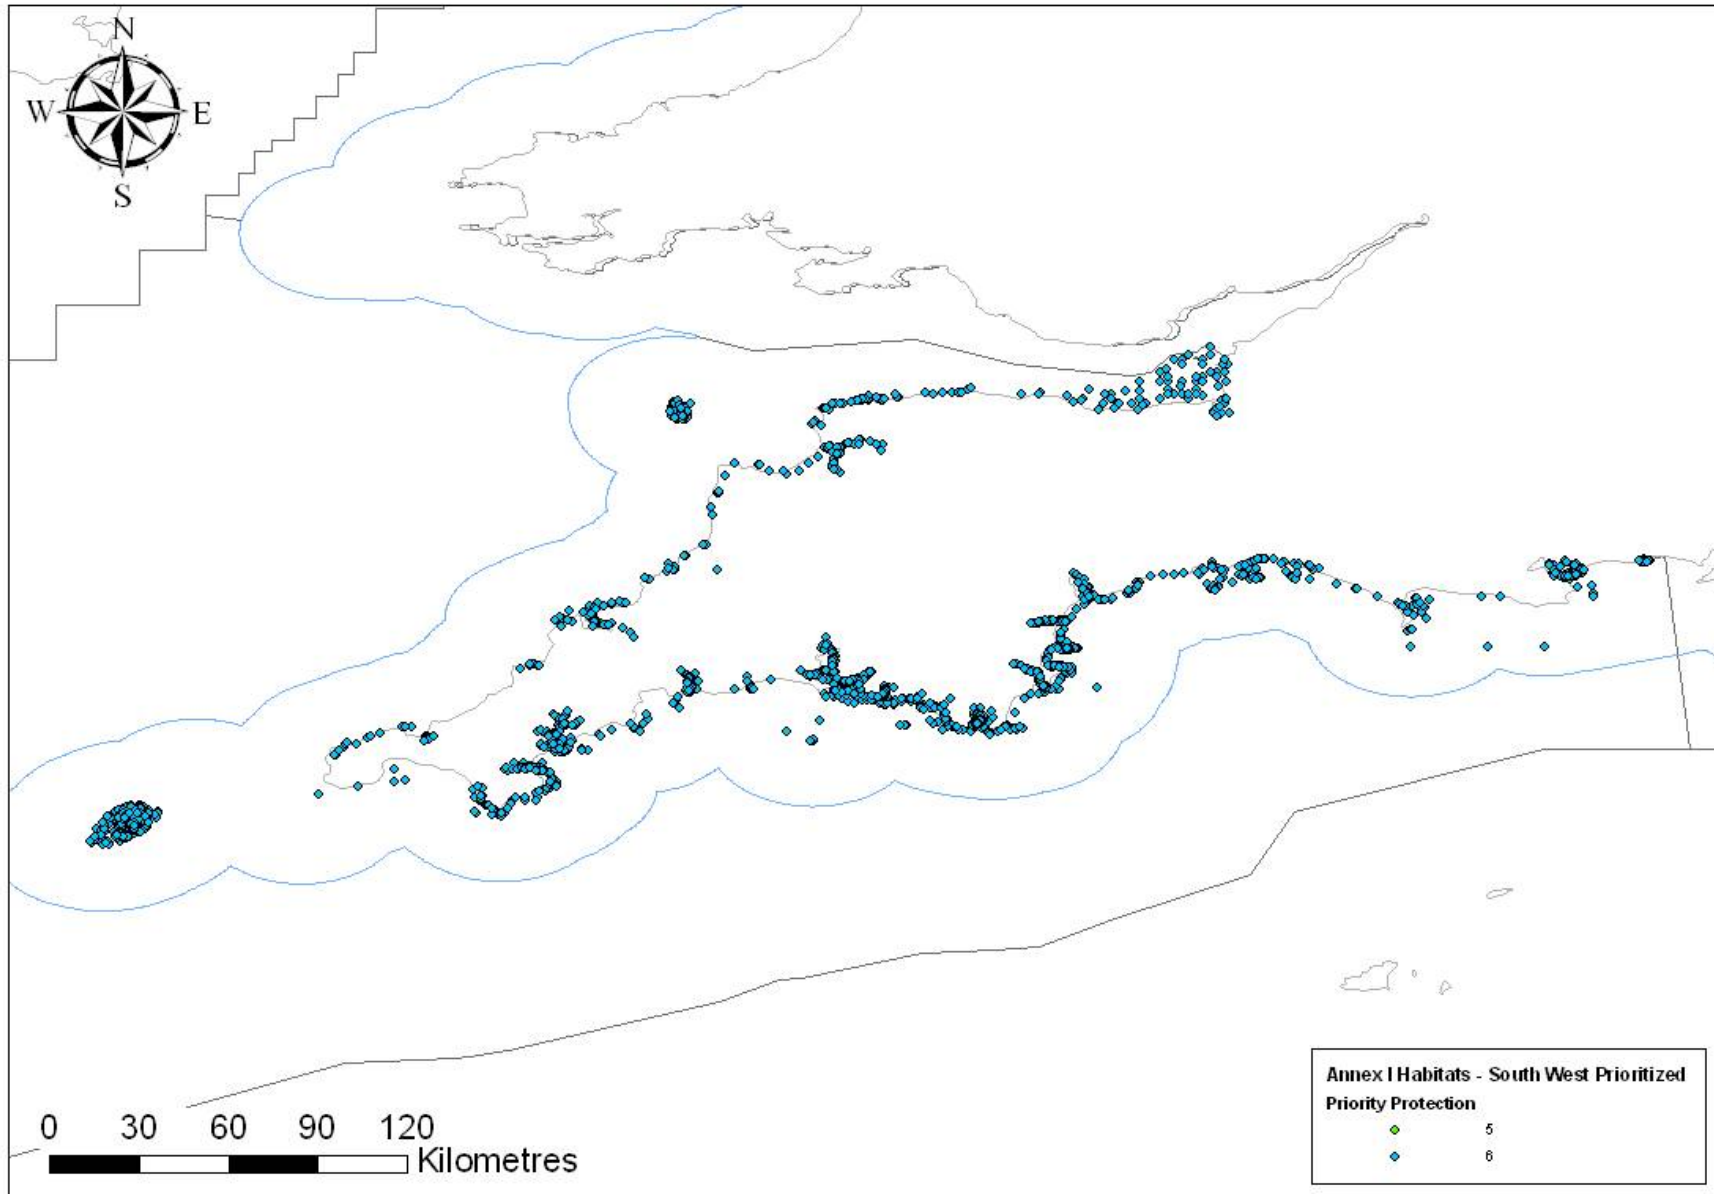 N
W E
S
Annex I Habitats - South West Prioritized
Priority Protection
5
6
0 30 60 90 120
Kilometres